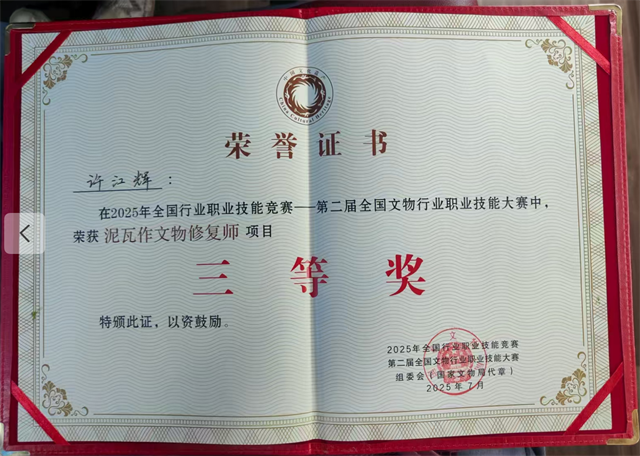 China Cultural Heritage
荣誉证书
许江辉：
在2025年全国行业职业技能竞赛——第二届全国文物行业职业技能大赛中，
荣获 泥瓦作文物修复师 项目
三等奖
特颁此证，以资鼓励。
2025年全国行业职业技能竞赛
第二届全国文物行业职业技能大赛
组委会（国家文物局代章）
2025年7月